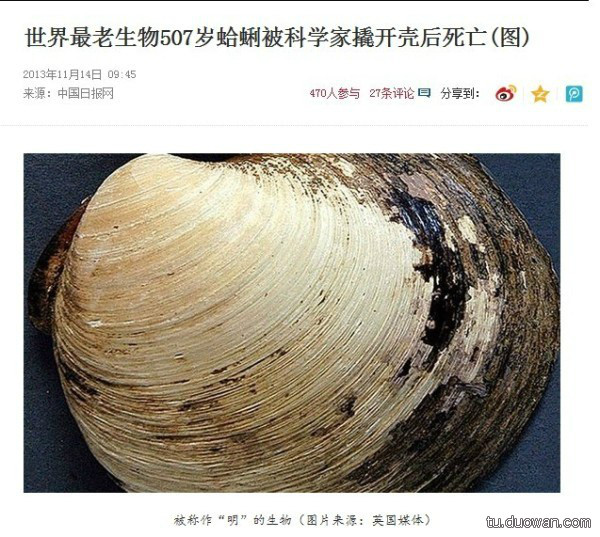 世界最老生物507岁蛤蜊被科学家撬开壳后死亡(图)
2013年11月14日 09:45
来源：中国日报网
470人参与 27条评论 分享到：
被称作“明”的生物（图片来源：英国媒体）
tu.duowan.com